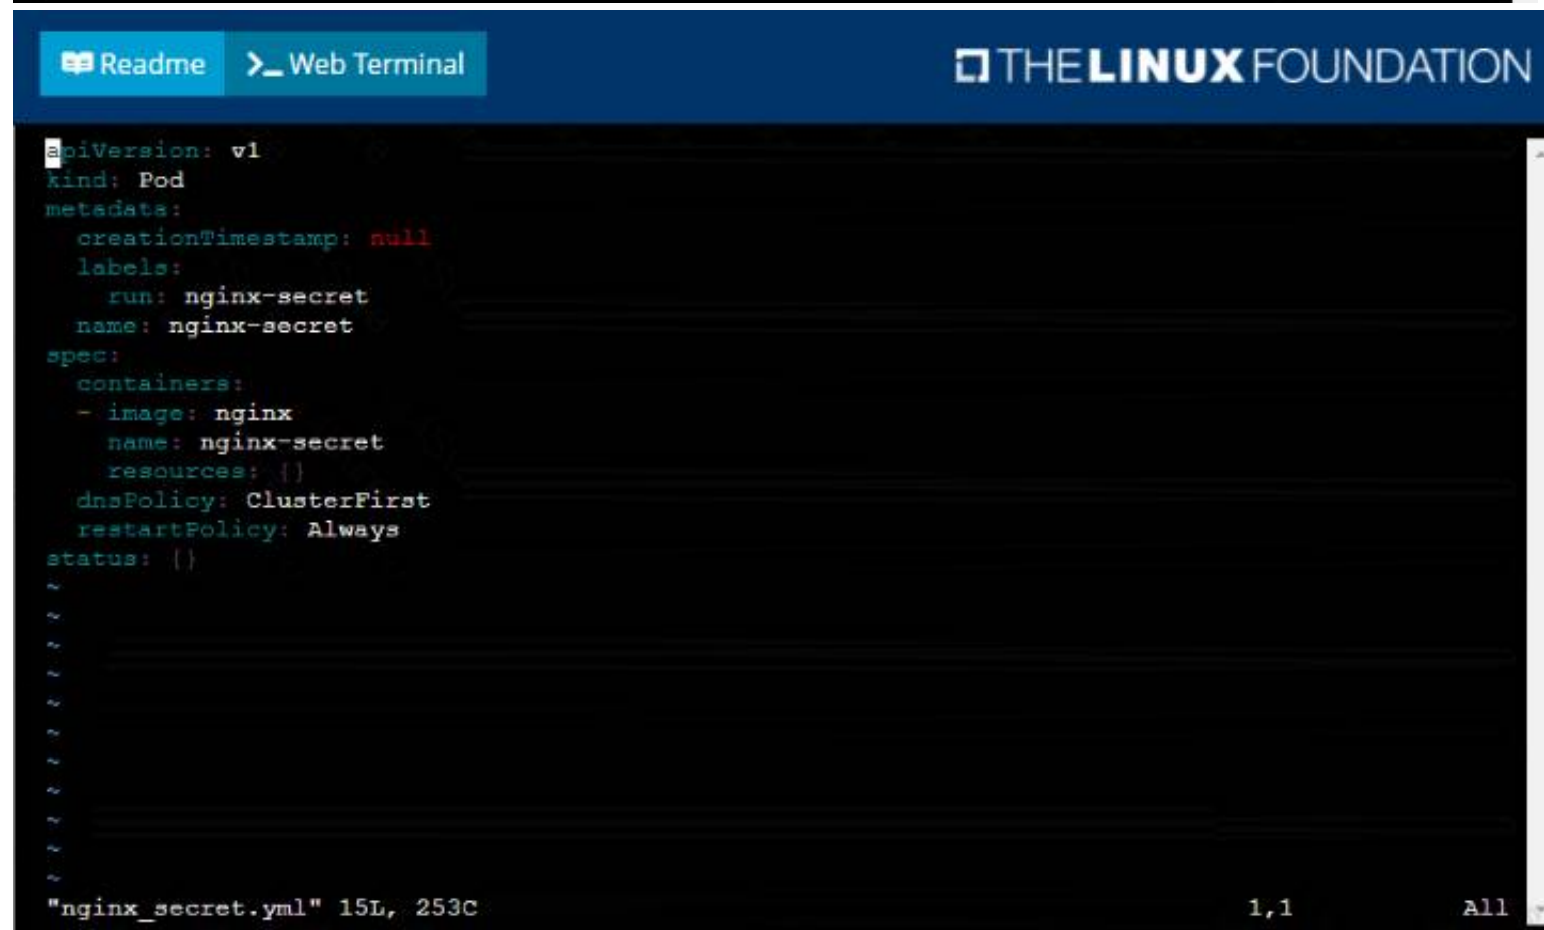 Readme >_ Web Terminal THE LINUX FOUNDATION
apiVersion: v1
kind: Pod
metadata:
  creationTimestamp: null
  labels:
    run: nginx-secret
  name: nginx-secret
spec:
  containers:
  - image: nginx
    name: nginx-secret
    resources: {}
  dnsPolicy: ClusterFirst
  restartPolicy: Always
status: {}
~
~
~
~
~
~
~
~
~
~
~
"nginx_secret.yml" 15L, 253C 1,1 All